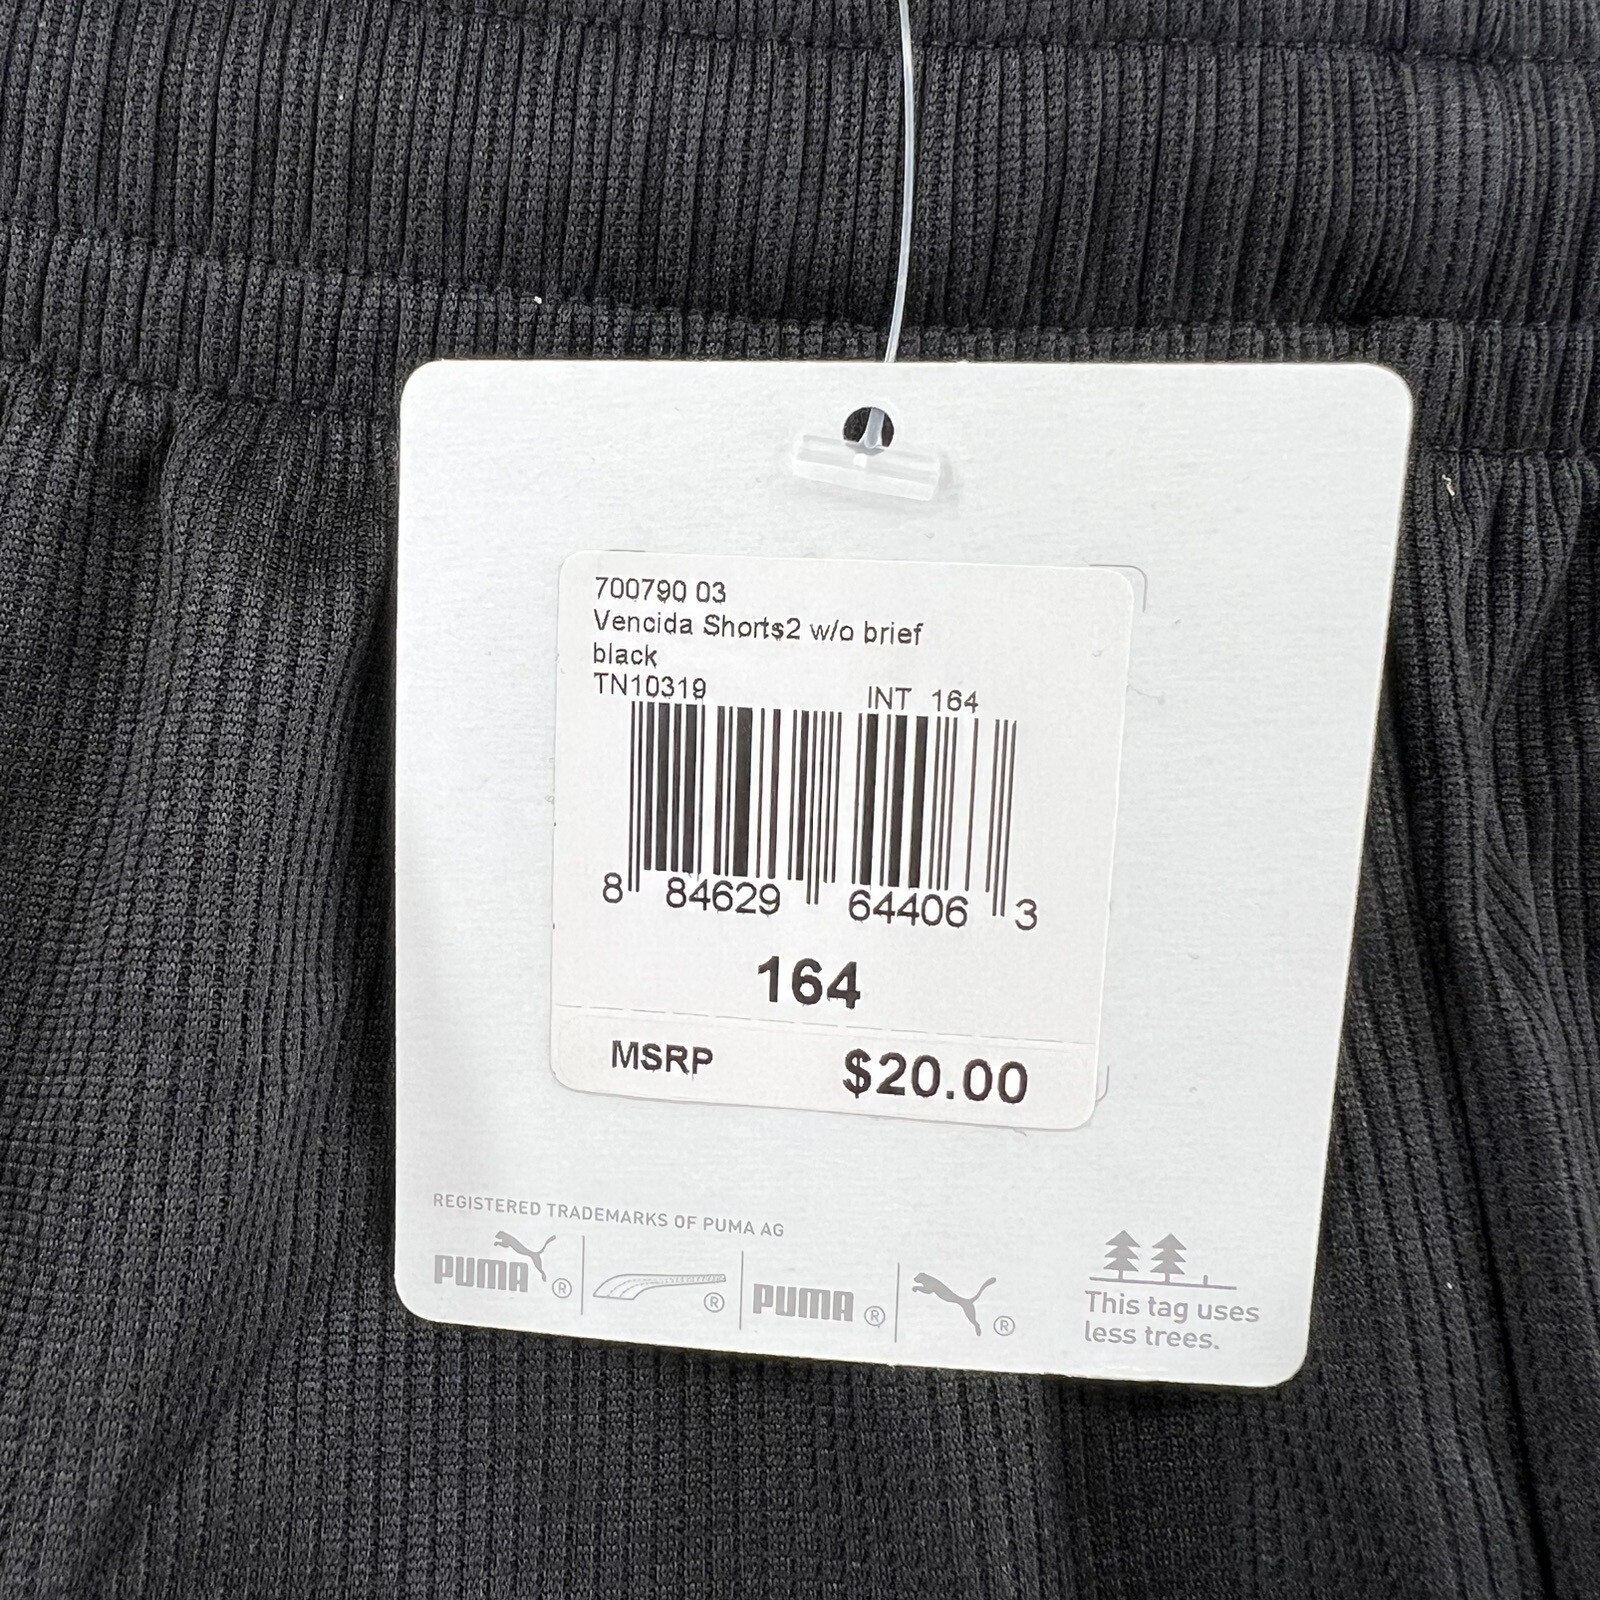 700790 03
Vencida Shorts2 w/o brief
black
TN10319 INT 164
8 84629 64406 3
164
MSRP $20.00
REGISTERED TRADEMARKS OF PUMA AG
PUMA ® ® PUMA ® ®
This tag uses
less trees.